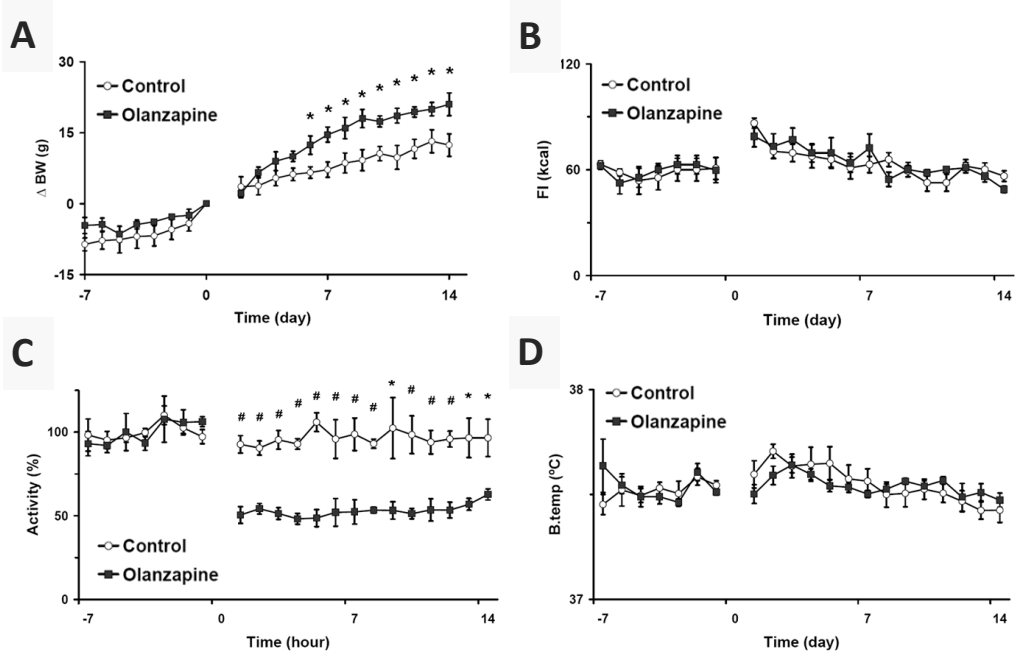 A
30
15
0
-15
Δ BW (g)
Control
Olanzapine
* * * * * * * * *
-7 0 7 14
Time (day)
B
120
60
0
FI (kcal)
Control
Olanzapine
-7 0 7 14
Time (day)
C
100
50
0
Activity (%)
# # # # # # # # * # # # * *
Control
Olanzapine
-7 0 7 14
Time (hour)
D
38
37
B.temp (ºC)
Control
Olanzapine
-7 0 7 14
Time (day)